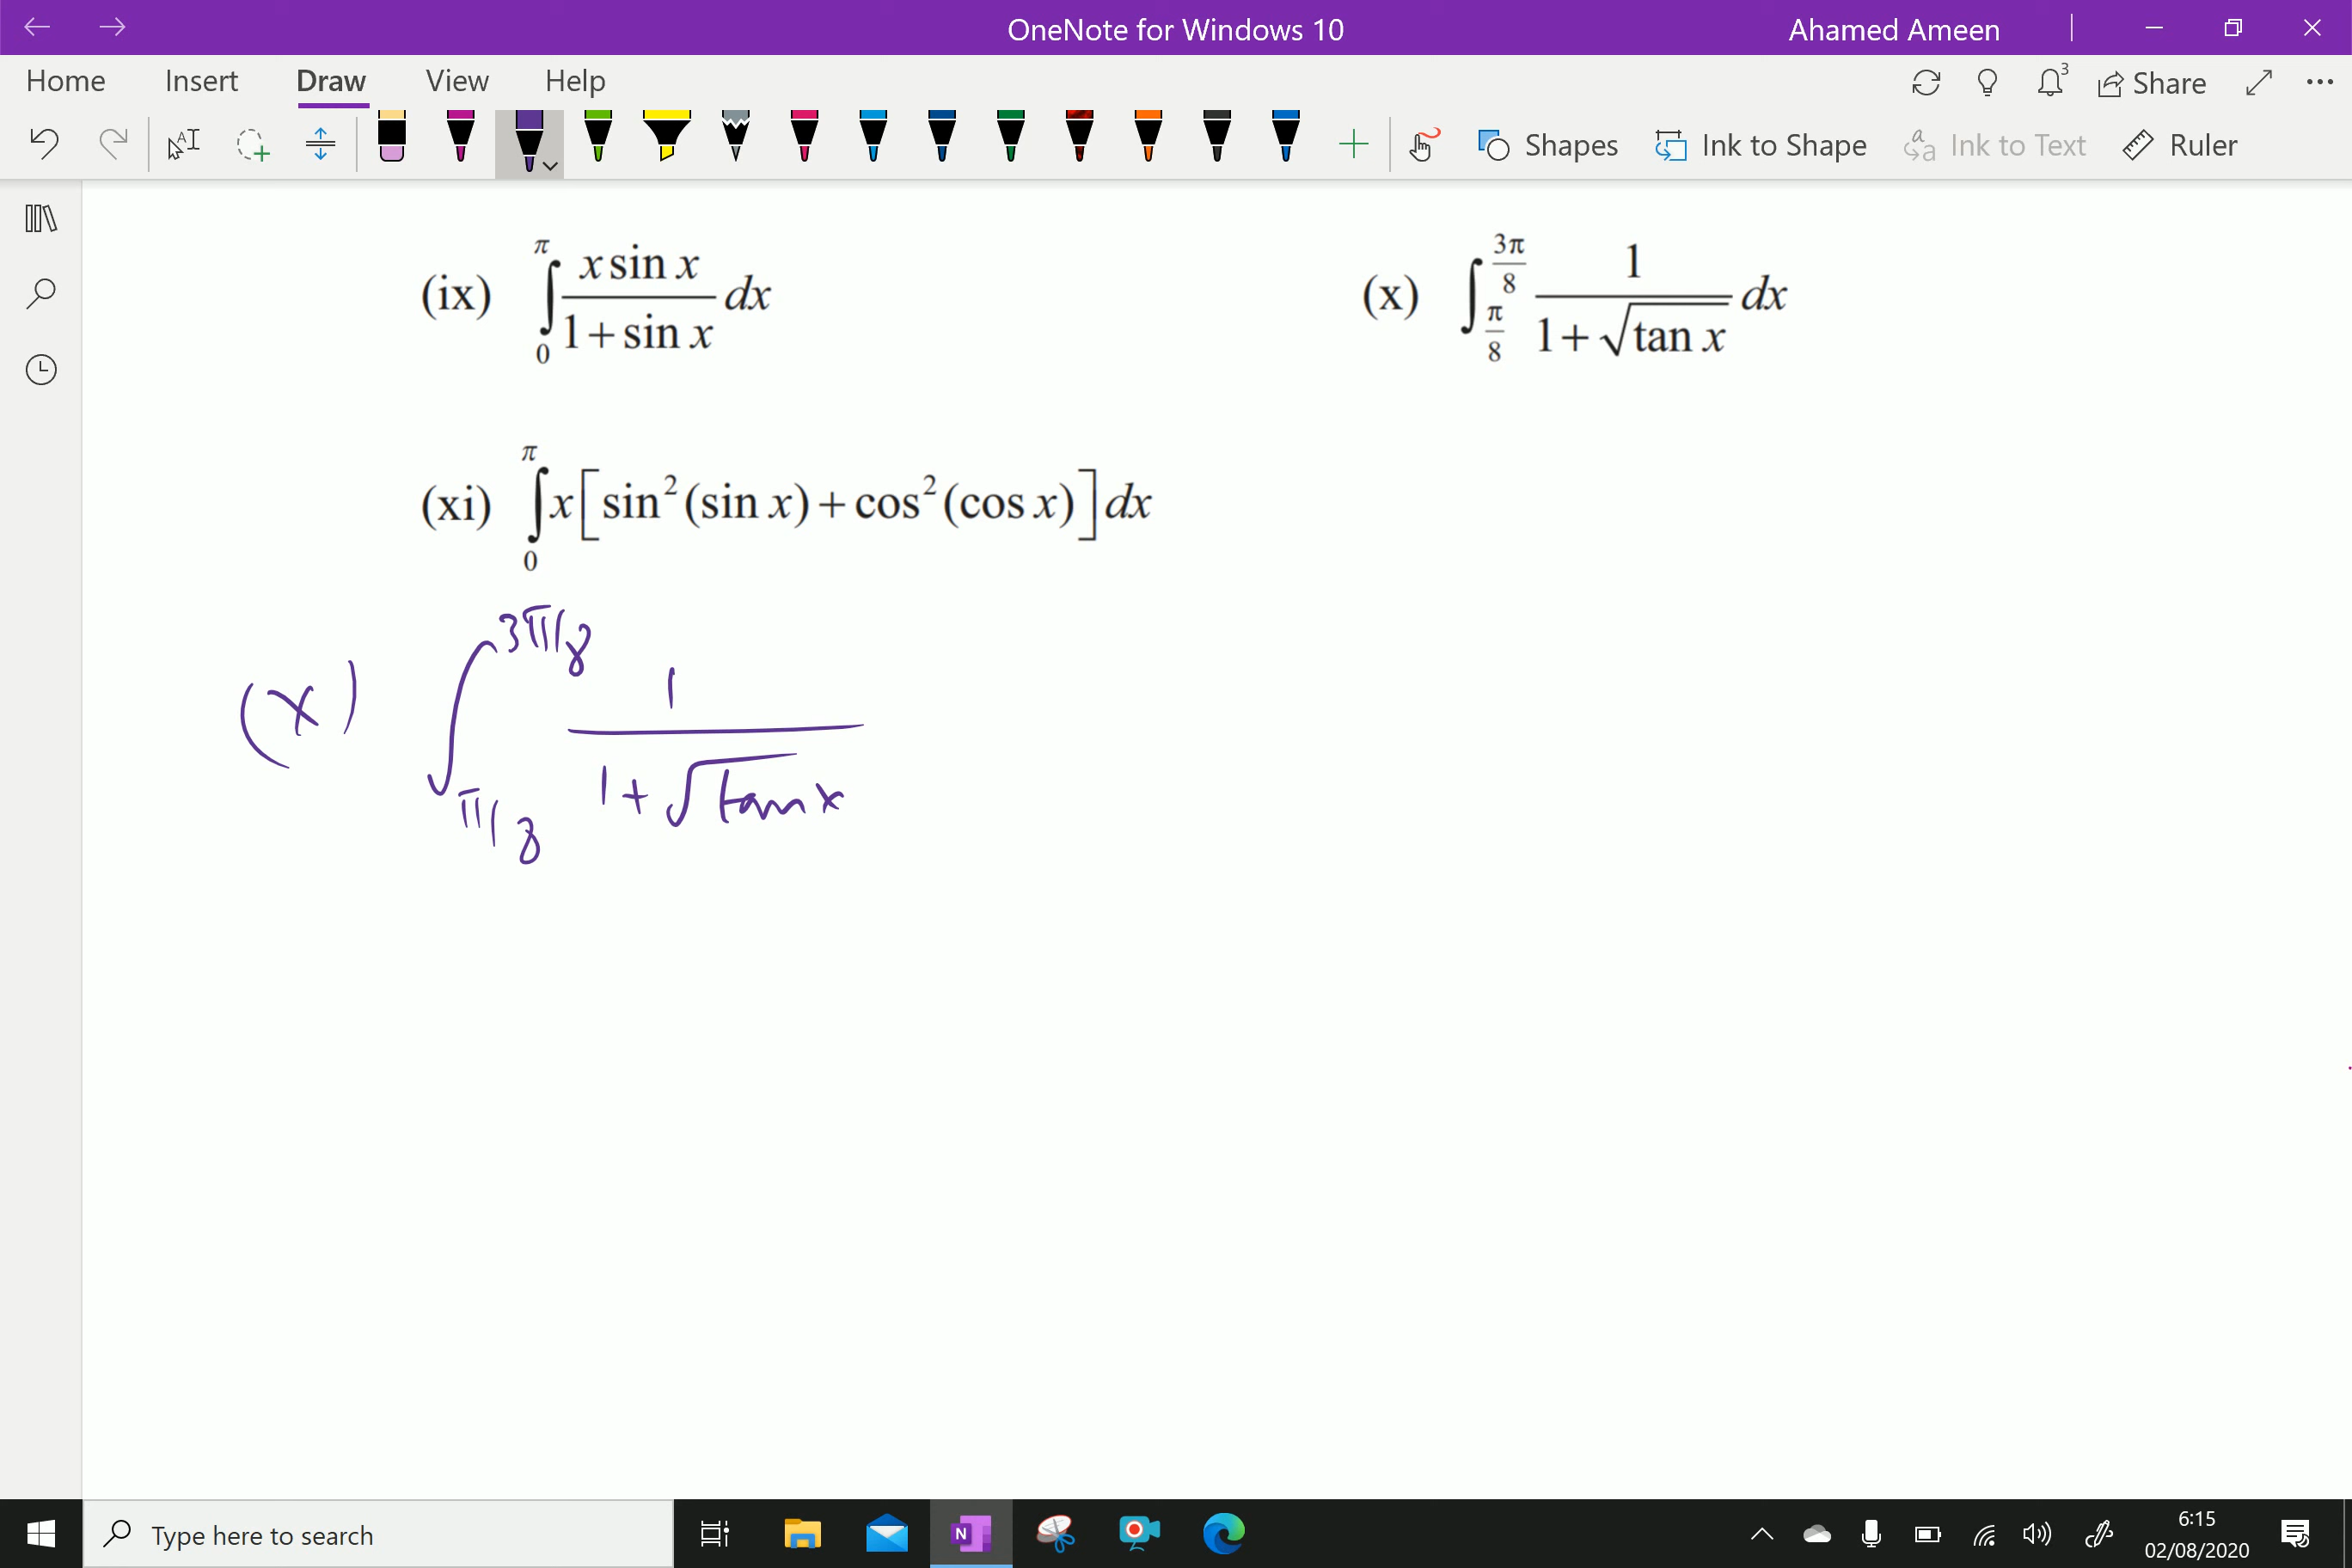 OneNote for Windows 10 Ahamed Ameen
Home Insert Draw View Help 3 Share
Shapes Ink to Shape Ink to Text Ruler
(ix) ∫₀^π (x sin x)/(1 + sin x) dx (x) ∫_{π/8}^{3π/8} 1/(1 + √(tan x)) dx
(xi) ∫₀^π x[sin²(sin x) + cos²(cos x)] dx
(x) ∫_{π/8}^{3π/8} 1/(1 + √tan x)
Type here to search 6:15
02/08/2020